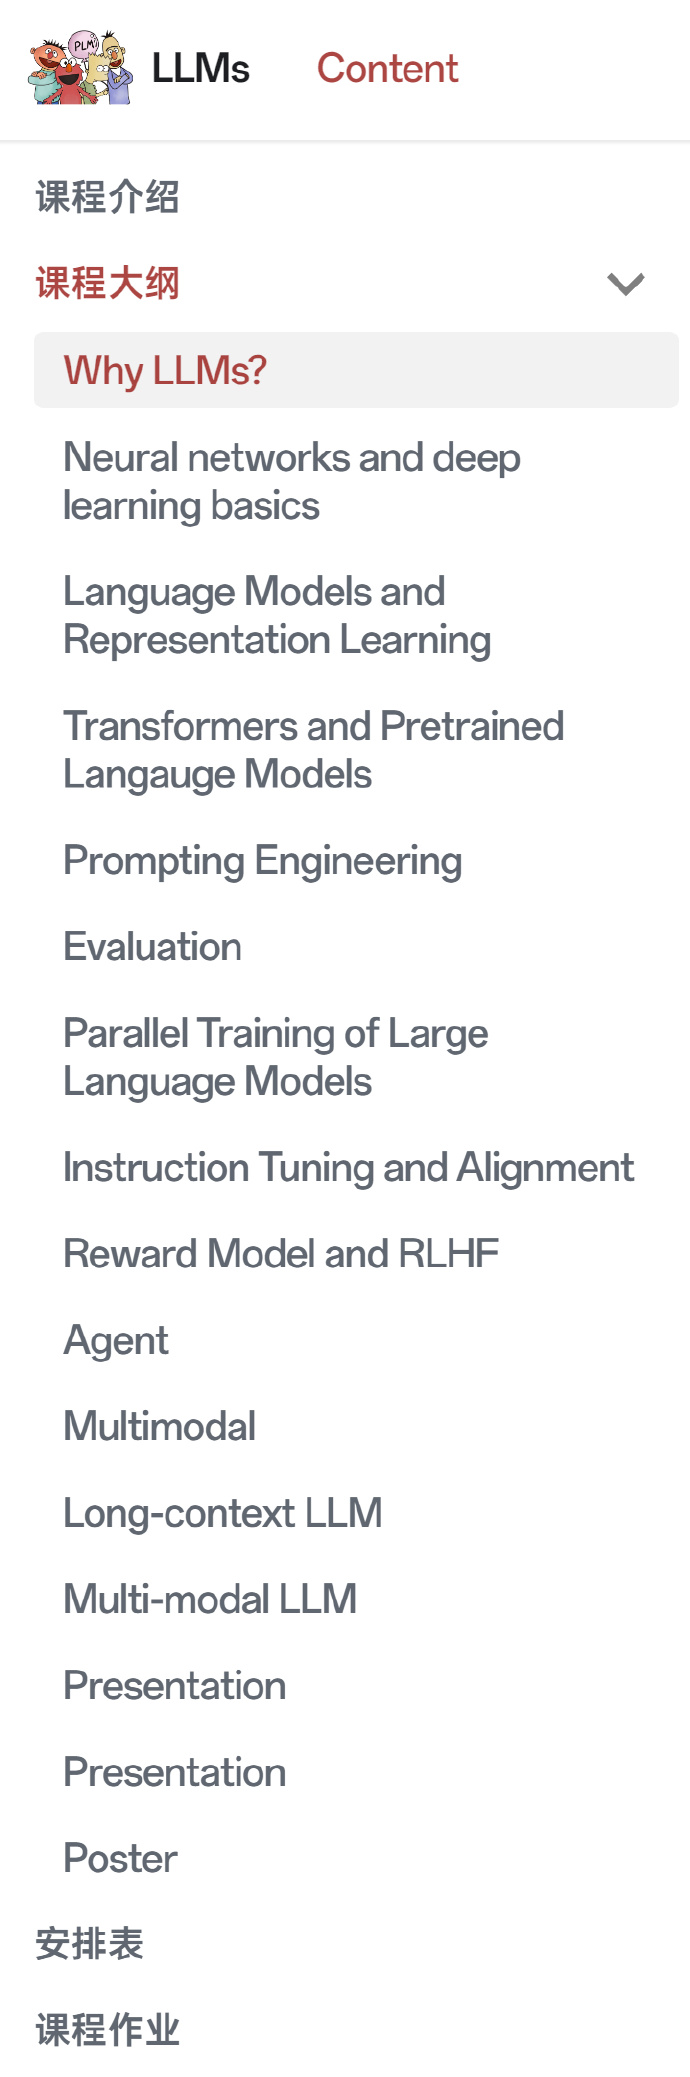 PLM
LLMs
Content
课程介绍
课程大纲
Why LLMs?
Neural networks and deep
learning basics
Language Models and
Representation Learning
Transformers and Pretrained
Langauge Models
Prompting Engineering
Evaluation
Parallel Training of Large
Language Models
Instruction Tuning and Alignment
Reward Model and RLHF
Agent
Multimodal
Long-context LLM
Multi-modal LLM
Presentation
Presentation
Poster
安排表
课程作业